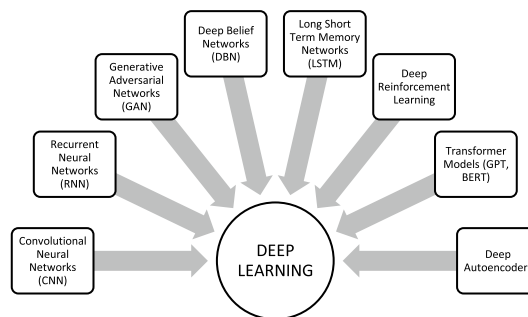 Deep Belief
Networks
(DBN)
Long Short
Term Memory
Networks
(LSTM)
Generative
Adversarial
Networks
(GAN)
Deep
Reinforcement
Learning
Recurrent
Neural
Networks
(RNN)
Transformer
Models (GPT,
BERT)
Convolutional
Neural
Networks
(CNN)
DEEP
LEARNING
Deep
Autoencoder